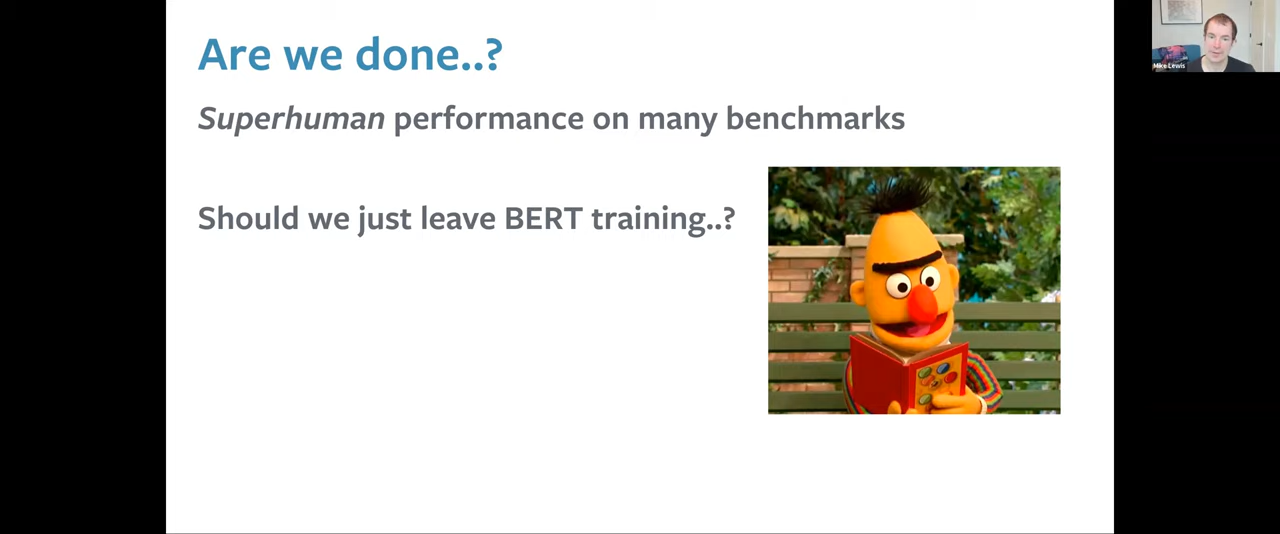 Are we done..?
Superhuman performance on many benchmarks
Should we just leave BERT training..?
Mike Lewis